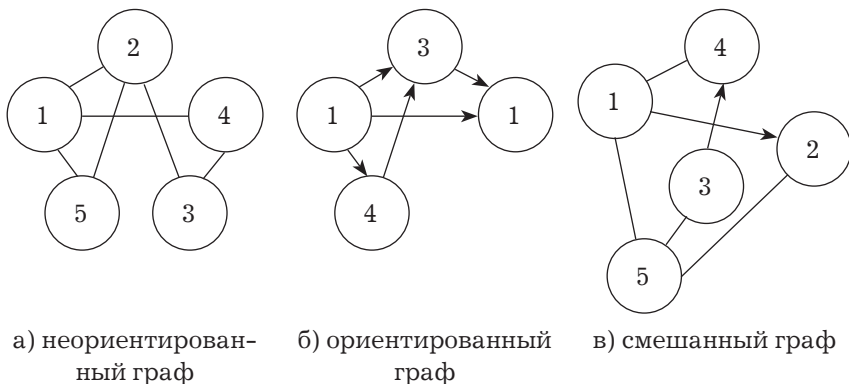 2
1
4
5
3
3
1
1
4
4
1
2
3
5
а) неориентирован-
ный граф
б) ориентированный
граф
в) смешанный граф